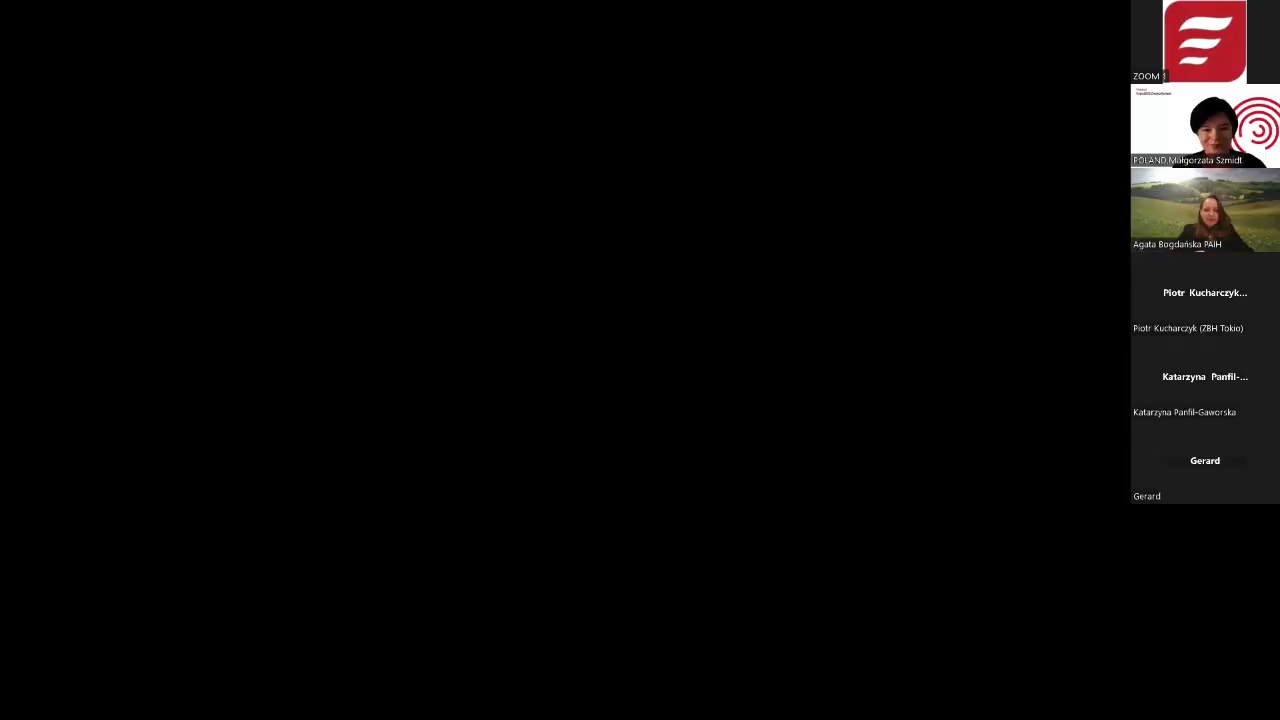 ZOOM 1
POLAND Małgorzata Szmidt
Agata Bogdańska PAIH
Piotr Kucharczyk...
Piotr Kucharczyk (ZBH Tokio)
Katarzyna Panfil-...
Katarzyna Panfil-Gaworska
Gerard
Gerard